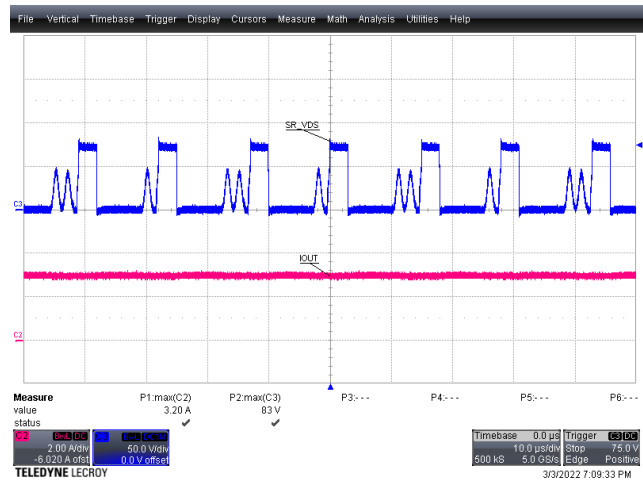 File Vertical Timebase Trigger Display Cursors Measure Math Analysis Utilities Help
SR_VDS
C3
IOUT
C2
Measure P1:max(C2) P2:max(C3) P3:- - - P4:- - - P5:- - - P6:- - -
value 3.20 A 83 V
status
C2 BwL DC
2.00 A/div 50.0 V/div
-6.020 A ofst 0.0 V offset
Timebase 0.0 µs Trigger C3 DC
10.0 µs/div Stop 75.0 V
500 kS 5.0 GS/s Edge Positive
TELEDYNE LECROY
3/3/2022 7:09:33 PM